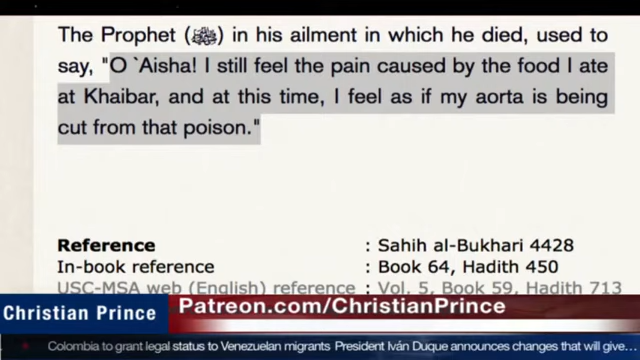 The Prophet (ﷺ) in his ailment in which he died, used to
say, "O `Aisha! I still feel the pain caused by the food I ate
at Khaibar, and at this time, I feel as if my aorta is being
cut from that poison."
Reference : Sahih al-Bukhari 4428
In-book reference : Book 64, Hadith 450
USC-MSA web (English) reference : Vol. 5, Book 59, Hadith 713
Christian Prince Patreon.com/ChristianPrince
Colombia to grant legal status to Venezuelan migrants President Iván Duque announces changes that will give...